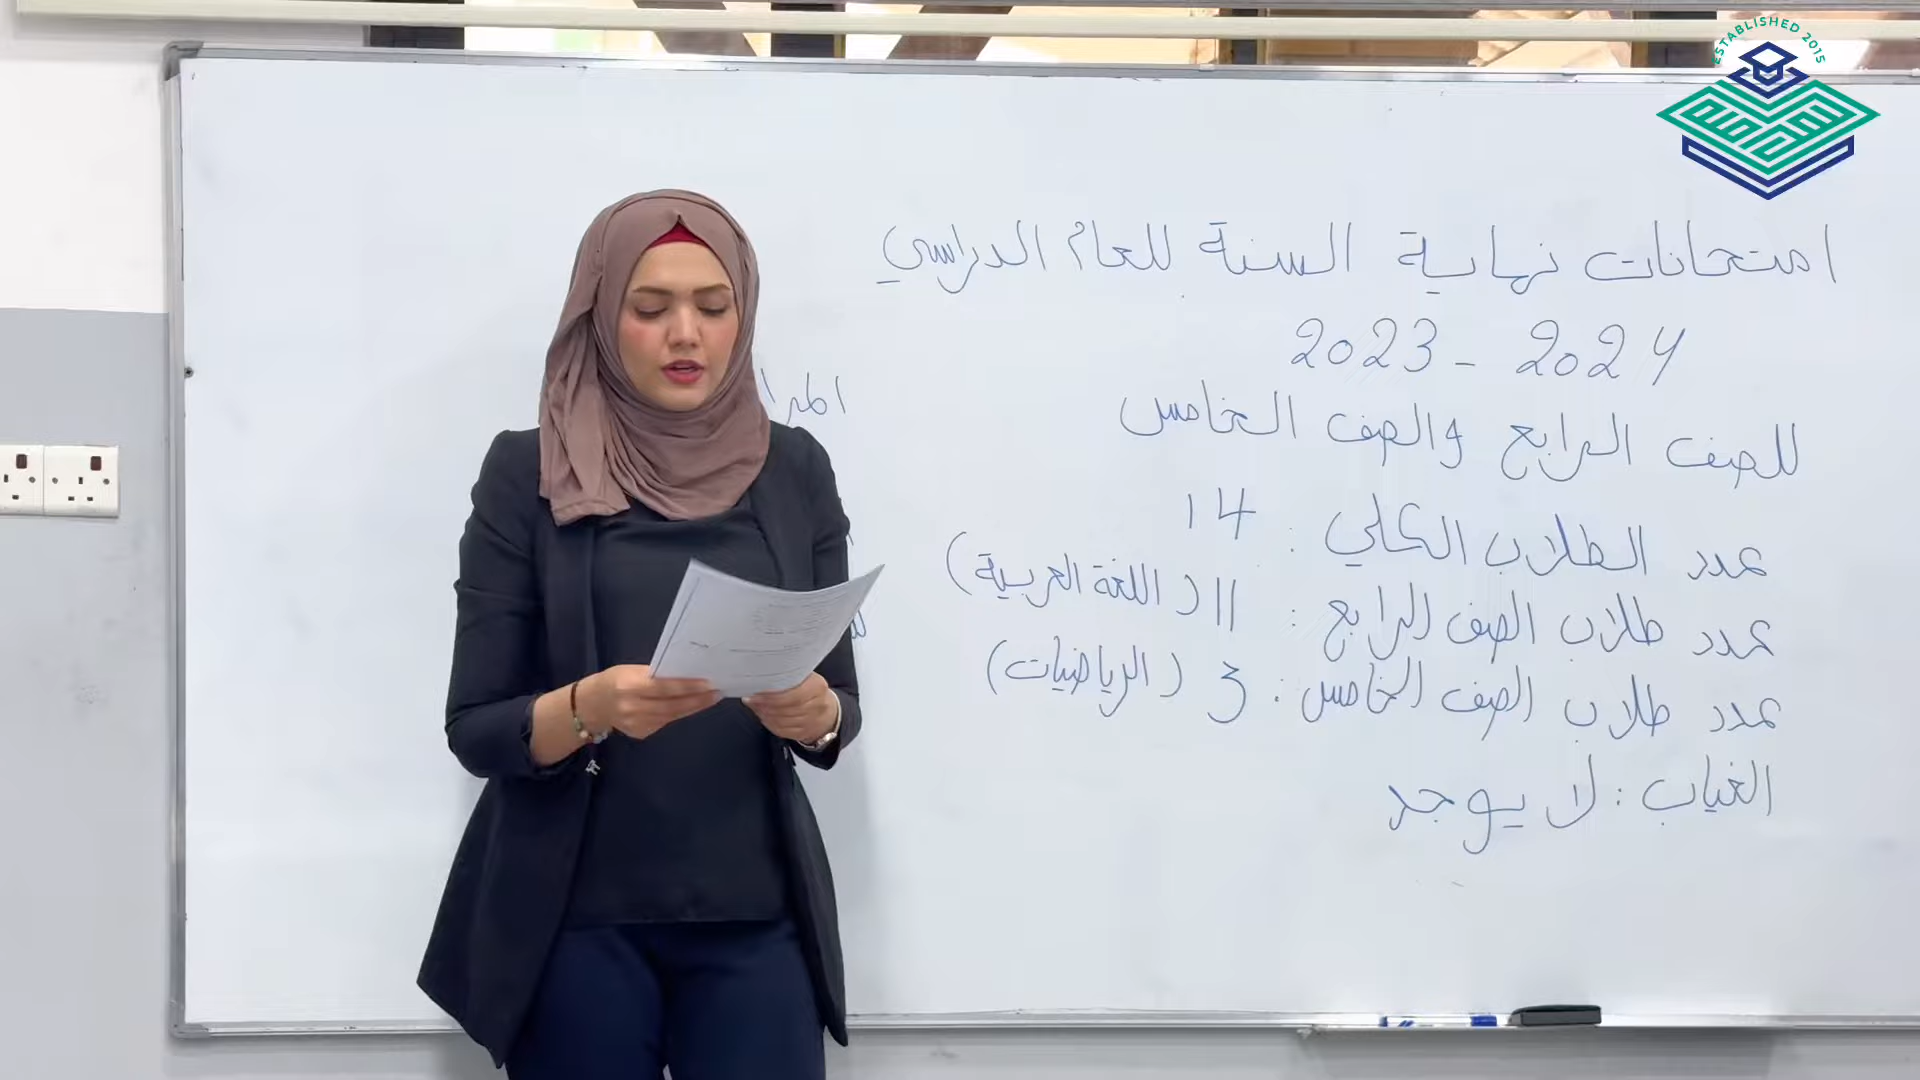 ESTABLISHED 2015
امتحانات نهاية السنة للعام الدراسي
2023 - 2024
للصف الرابع والصف الخامس
عدد الطلاب الكلي : 14
عدد طلاب الصف الرابع : 11 (اللغة العربية)
عدد طلاب الصف الخامس : 3 (الرياضيات)
الغياب : لا يوجد